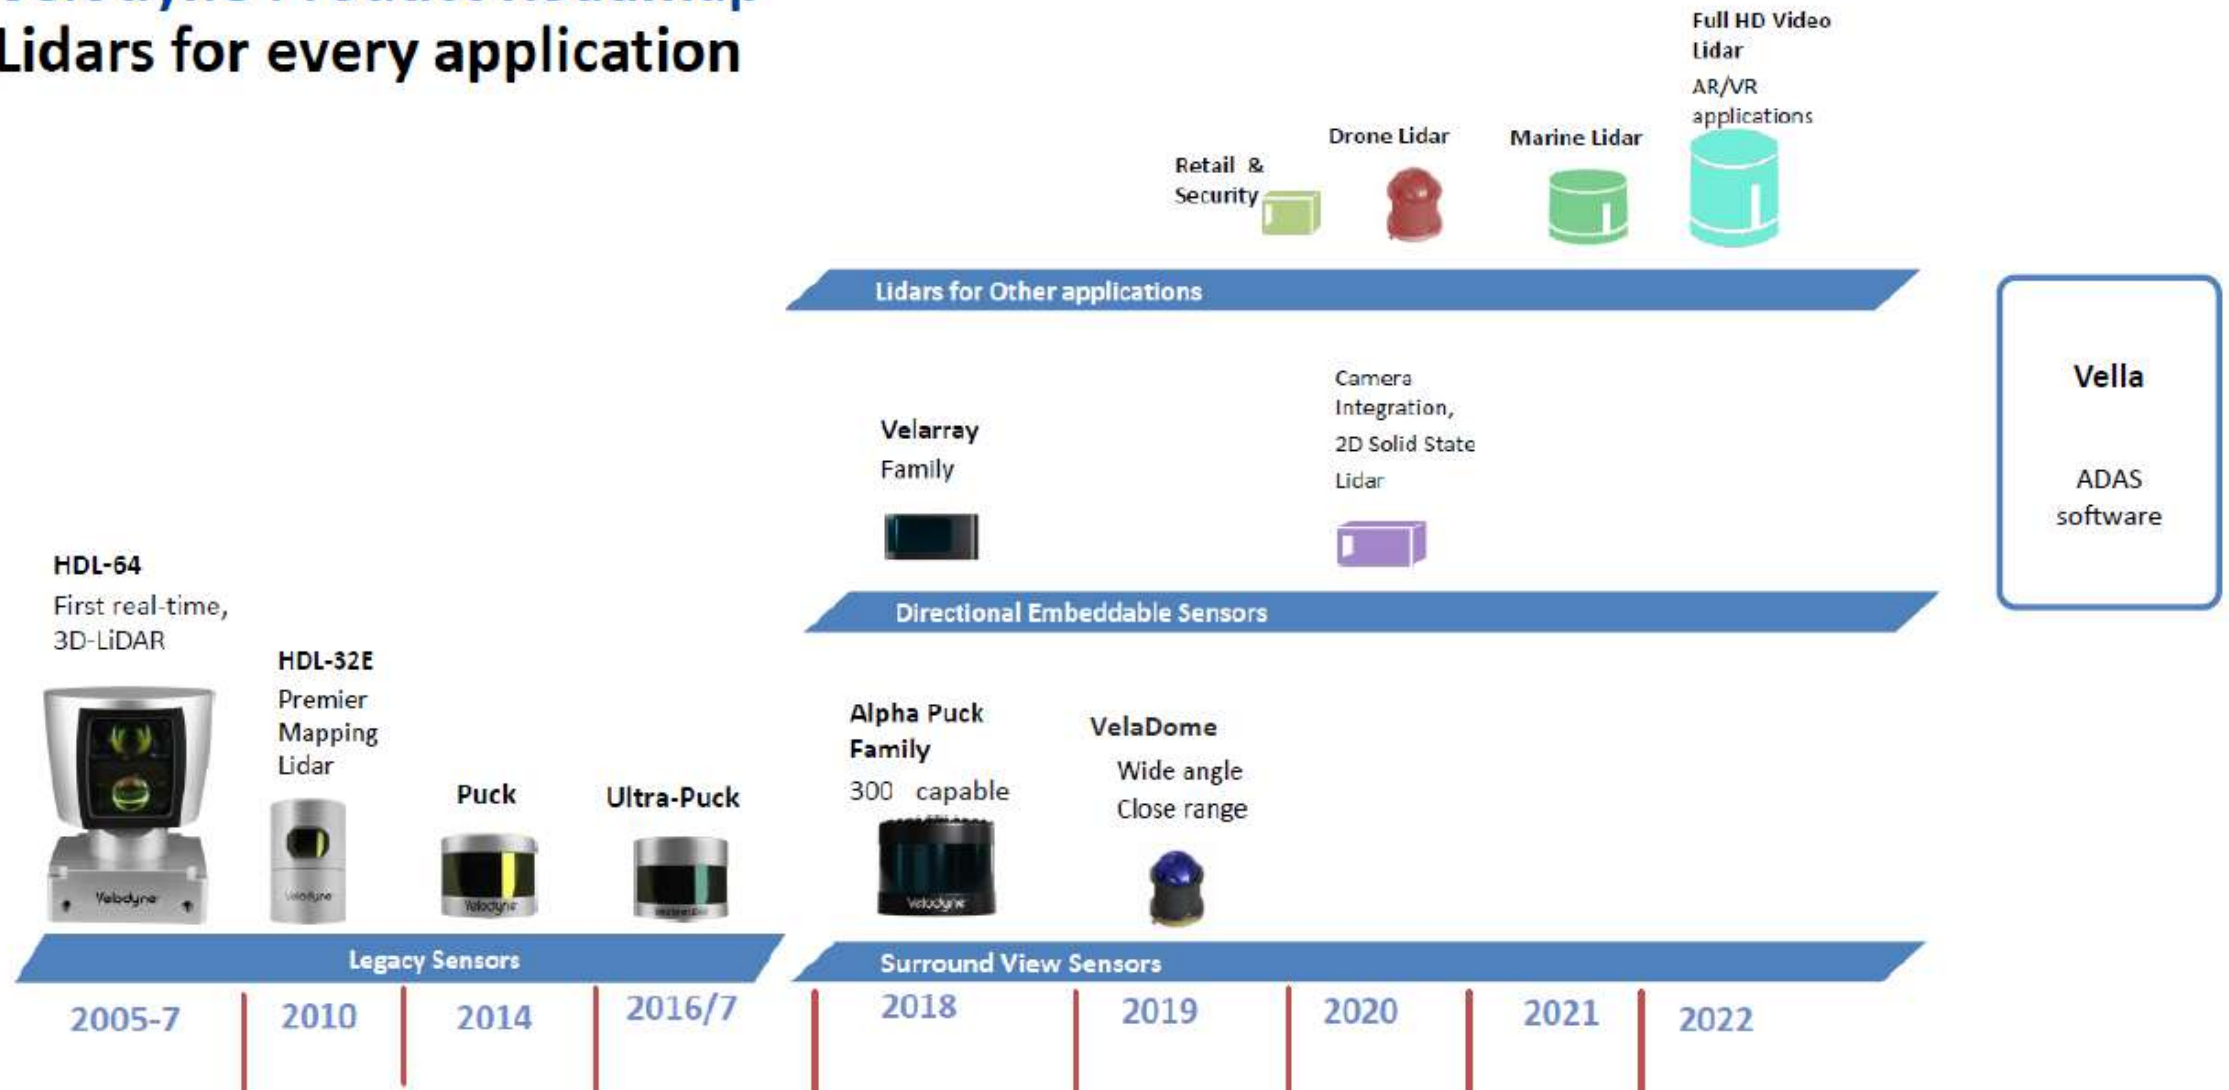 Lidars for every application
Full HD Video
Lidar
AR/VR
applications
Drone Lidar
Marine Lidar
Retail &
Security
Lidars for Other applications
Camera
Integration,
2D Solid State
Lidar
Velarray
Family
Vella
ADAS
software
Directional Embeddable Sensors
HDL-64
First real-time,
3D-LiDAR
HDL-32E
Premier
Mapping
Lidar
Puck
Ultra-Puck
Alpha Puck
Family
300 capable
VelaDome
Wide angle
Close range
Velodyne
Velodyne
Velodyne
Velodyne
Legacy Sensors
Surround View Sensors
2005-7
2010
2014
2016/7
2018
2019
2020
2021
2022